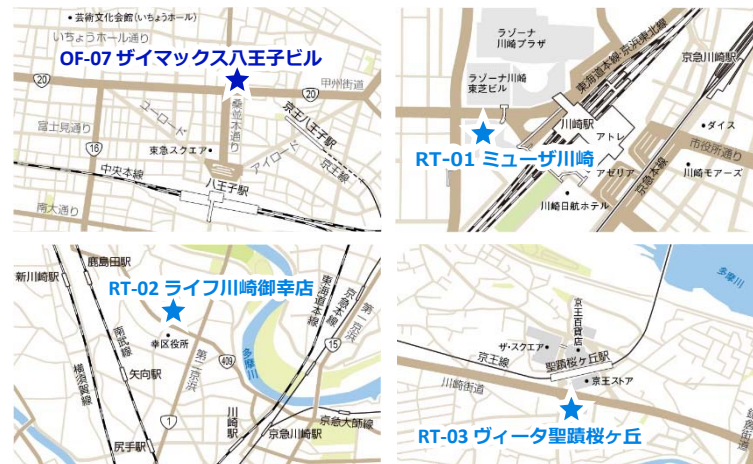 芸術文化会館（いちょうホール）
いちょうホール通り
OF-07 ザイマックス八王子ビル
20
20
甲州街道
桑並木通り
ユーロード
富士見通り
16
東急スクエア
アイロード
京王八王子駅
京王線
中央本線
八王子駅
南大通り
ラゾーナ
川崎プラザ
ラゾーナ川崎
東芝ビル
東海道本線・京浜東北線
京急川崎駅
川崎駅
アトレ
ダイス
RT-01 ミューザ川崎
市役所通り
アゼリア
川崎モアーズ
京急本線
川崎日航ホテル
鹿島田駅
新川崎駅
RT-02 ライフ川崎御幸店
東海道本線
京急本線
第一京浜
15
南武線
幸区役所
第二京浜
409
多摩川
矢向駅
横須賀線
1
川崎駅
京急大師線
尻手駅
京急川崎駅
多摩川
京王百貨店
ザ・スクエア
京王線
聖蹟桜ヶ丘駅
川崎街道
京王ストア
RT-03 ヴィータ聖蹟桜ヶ丘